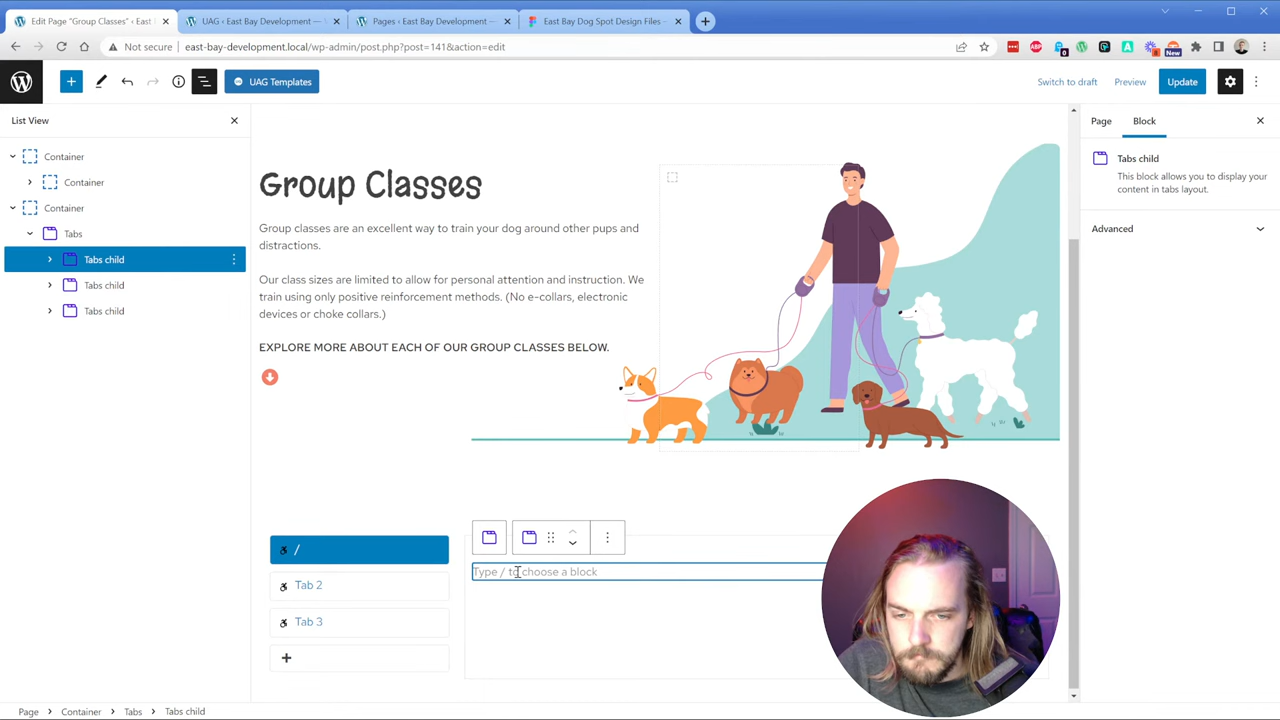 Edit Page “Group Classes” ‹ East
UAG ‹ East Bay Development —
Pages ‹ East Bay Development —
East Bay Dog Spot Design Files –
Not secure
east-bay-development.local/wp-admin/post.php?post=141&action=edit
ABP
0
New
UAG Templates
Switch to draft
Preview
Update
List View
Container
Container
Container
Tabs
Tabs child
Tabs child
Tabs child
Group Classes
Group classes are an excellent way to train your dog around other pups and
distractions.
Our class sizes are limited to allow for personal attention and instruction. We
train using only positive reinforcement methods. (No e-collars, electronic
devices or choke collars.)
EXPLORE MORE ABOUT EACH OF OUR GROUP CLASSES BELOW.
/
Tab 2
Tab 3
Type / to choose a block
Page
Block
Tabs child
This block allows you to display your
content in tabs layout.
Advanced
Page
Container
Tabs
Tabs child